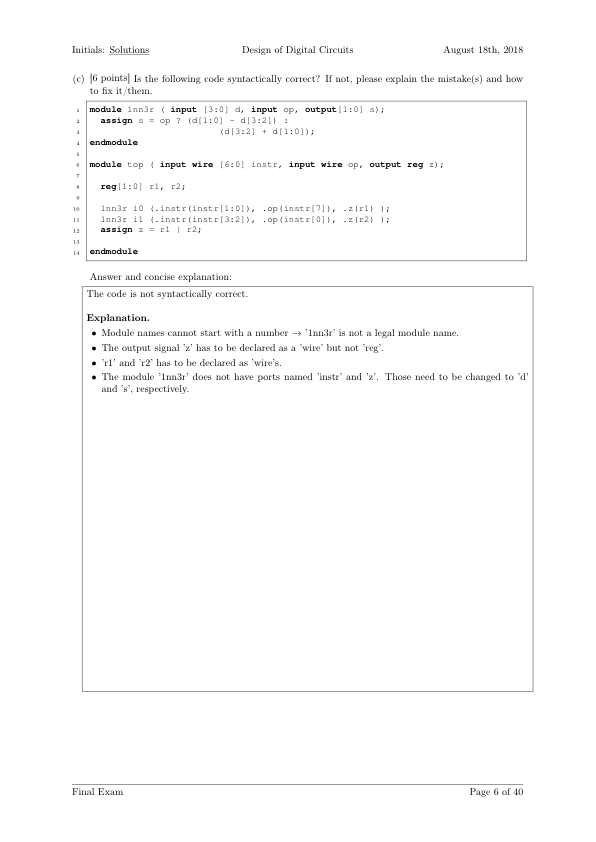 Initials: Solutions Design of Digital Circuits August 18th, 2018
(c) [6 points] Is the following code syntactically correct? If not, please explain the mistake(s) and how
to fix it/them.
1 module 1nn3r ( input [3:0] d, input op, output[1:0] s);
2 assign s = op ? (d[1:0] - d[3:2]) :
3 (d[3:2] + d[1:0]);
4 endmodule
5
6 module top ( input wire [6:0] instr, input wire op, output reg z);
7
8 reg[1:0] r1, r2;
9
10 1nn3r i0 (.instr(instr[1:0]), .op(instr[7]), .z(r1) );
11 1nn3r i1 (.instr(instr[3:2]), .op(instr[0]), .z(r2) );
12 assign z = r1 | r2;
13
14 endmodule
Answer and concise explanation:
The code is not syntactically correct.
Explanation.
• Module names cannot start with a number → '1nn3r' is not a legal module name.
• The output signal 'z' has to be declared as a 'wire' but not 'reg'.
• 'r1' and 'r2' has to be declared as 'wire's.
• The module '1nn3r' does not have ports named 'instr' and 'z'. Those need to be changed to 'd'
and 's', respectively.
Final Exam Page 6 of 40